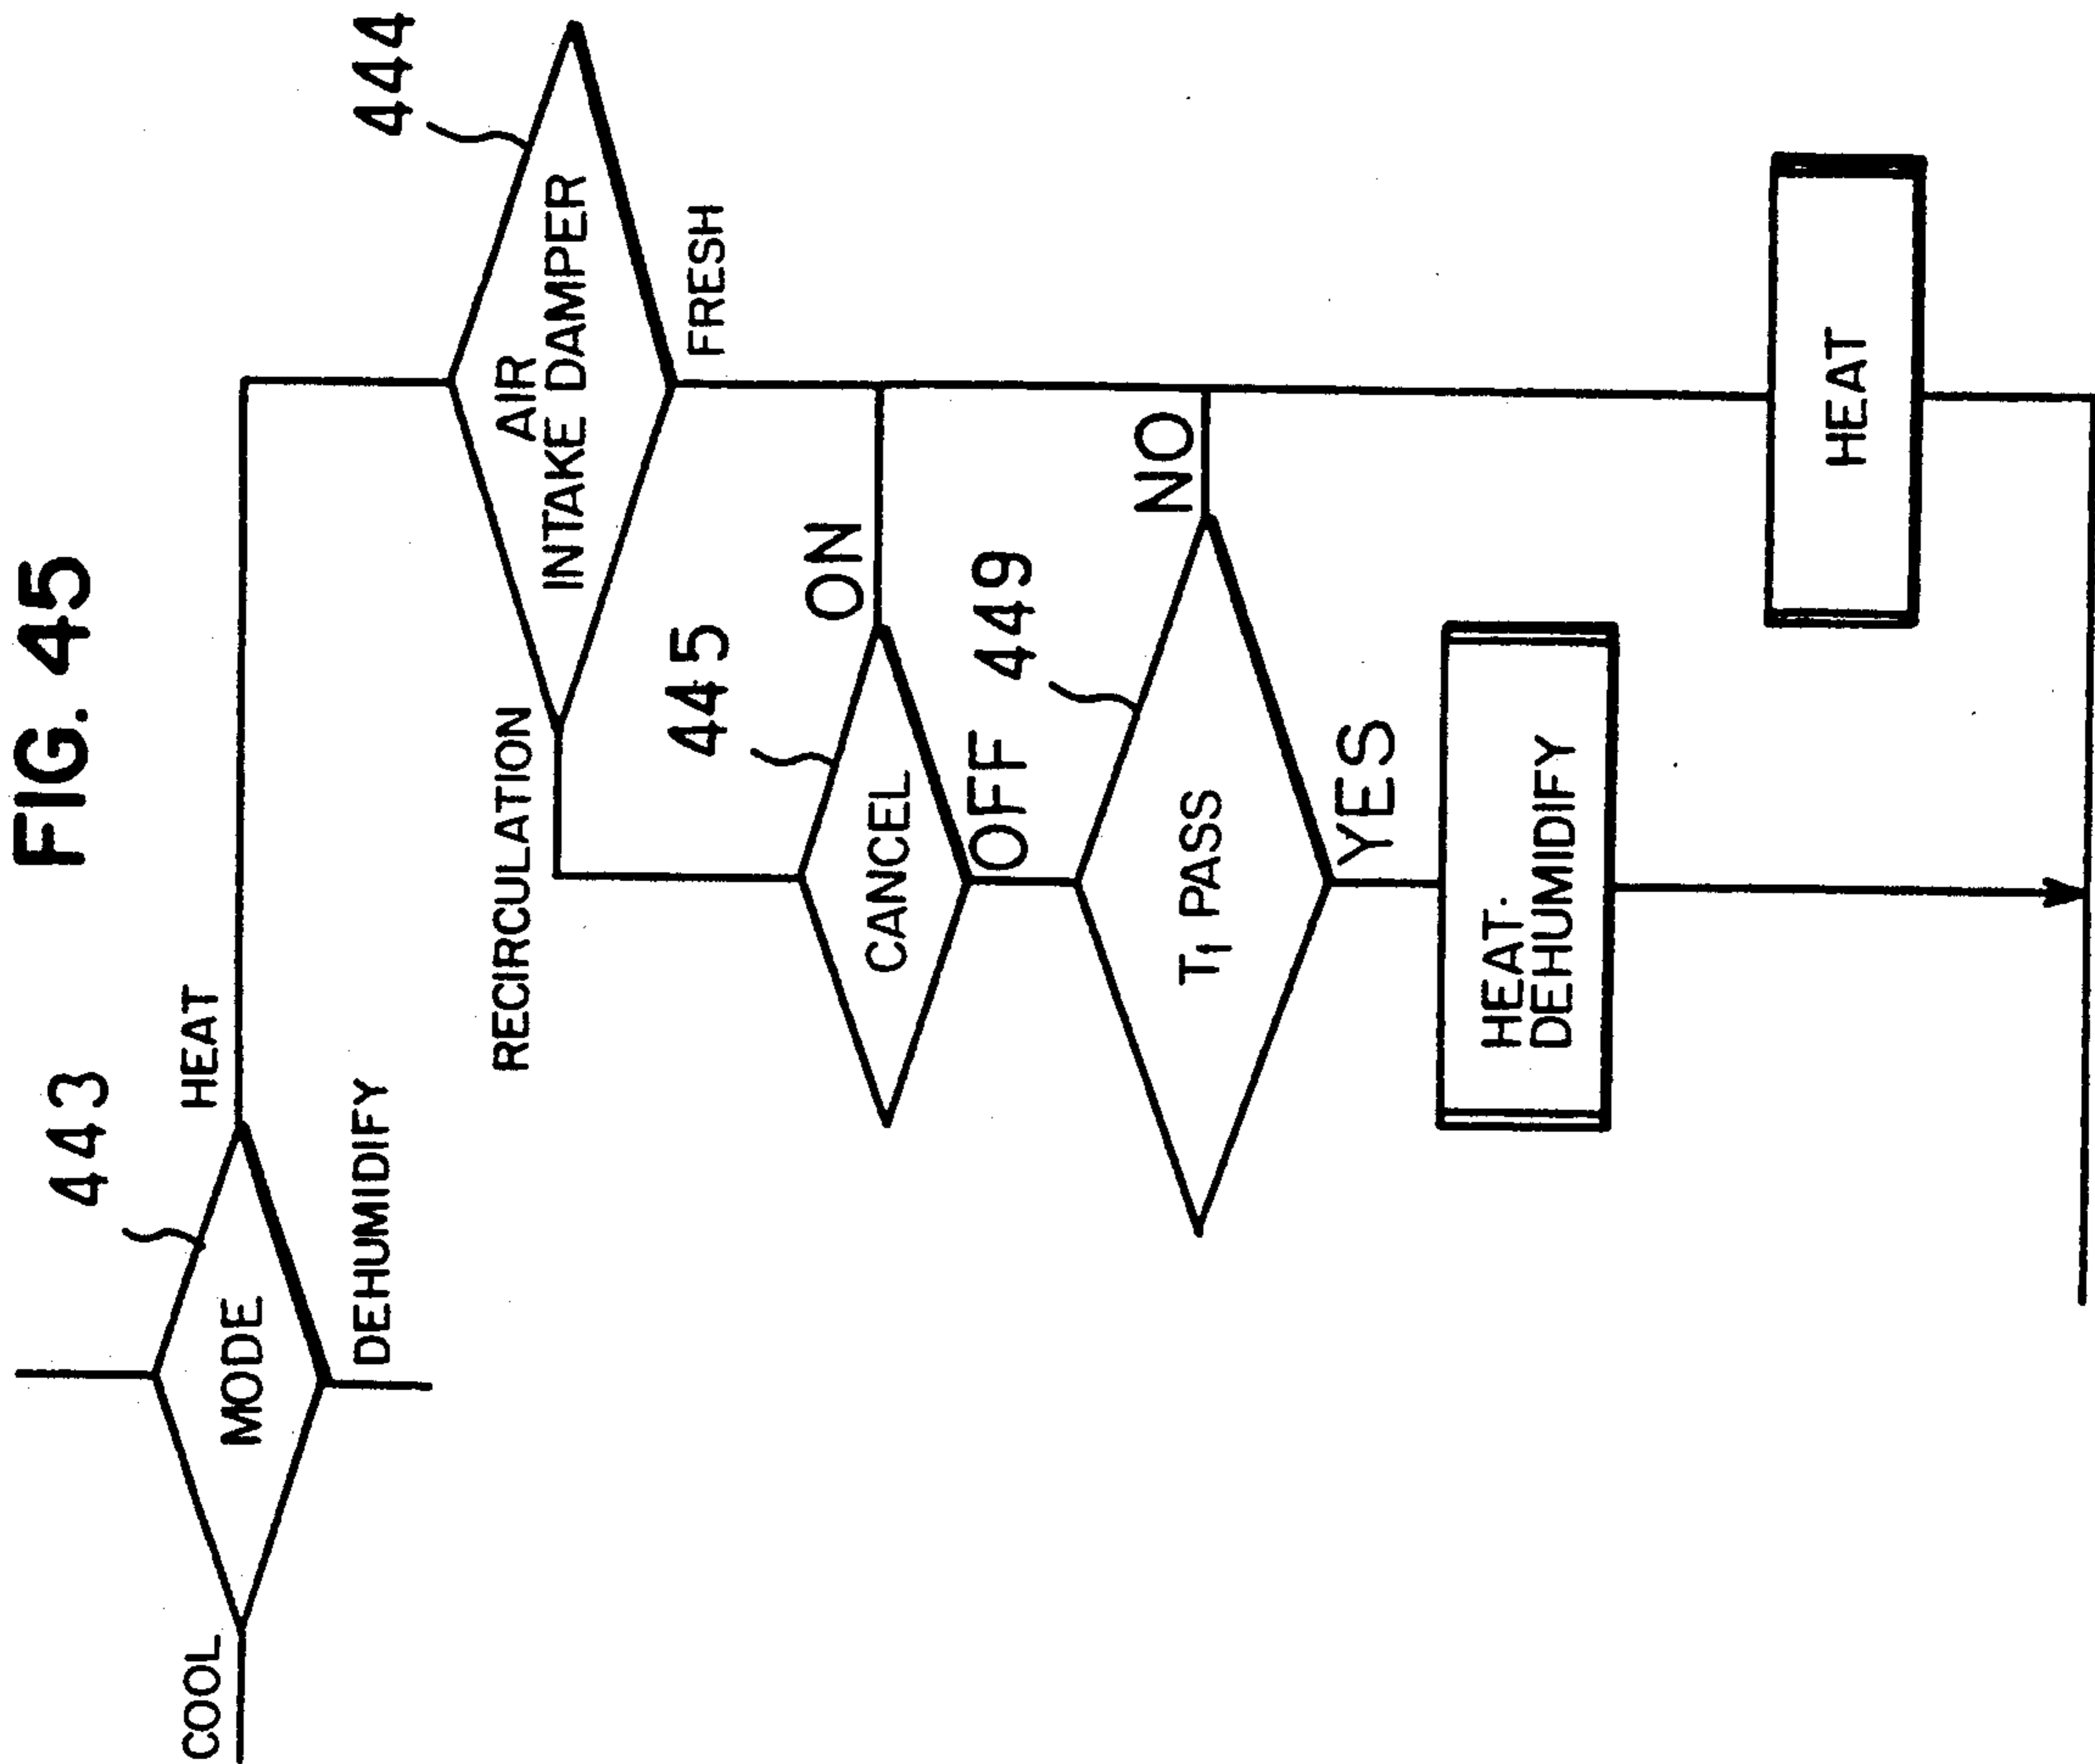 FIG. 45
443
COOL
MODE
HEAT
DEHUMIDIFY
444
AIR
INTAKE DAMPER
RECIRCULATION
FRESH
445
CANCEL
ON
OFF
449
T1 PASS
NO
YES
HEAT·
DEHUMIDIFY
HEAT